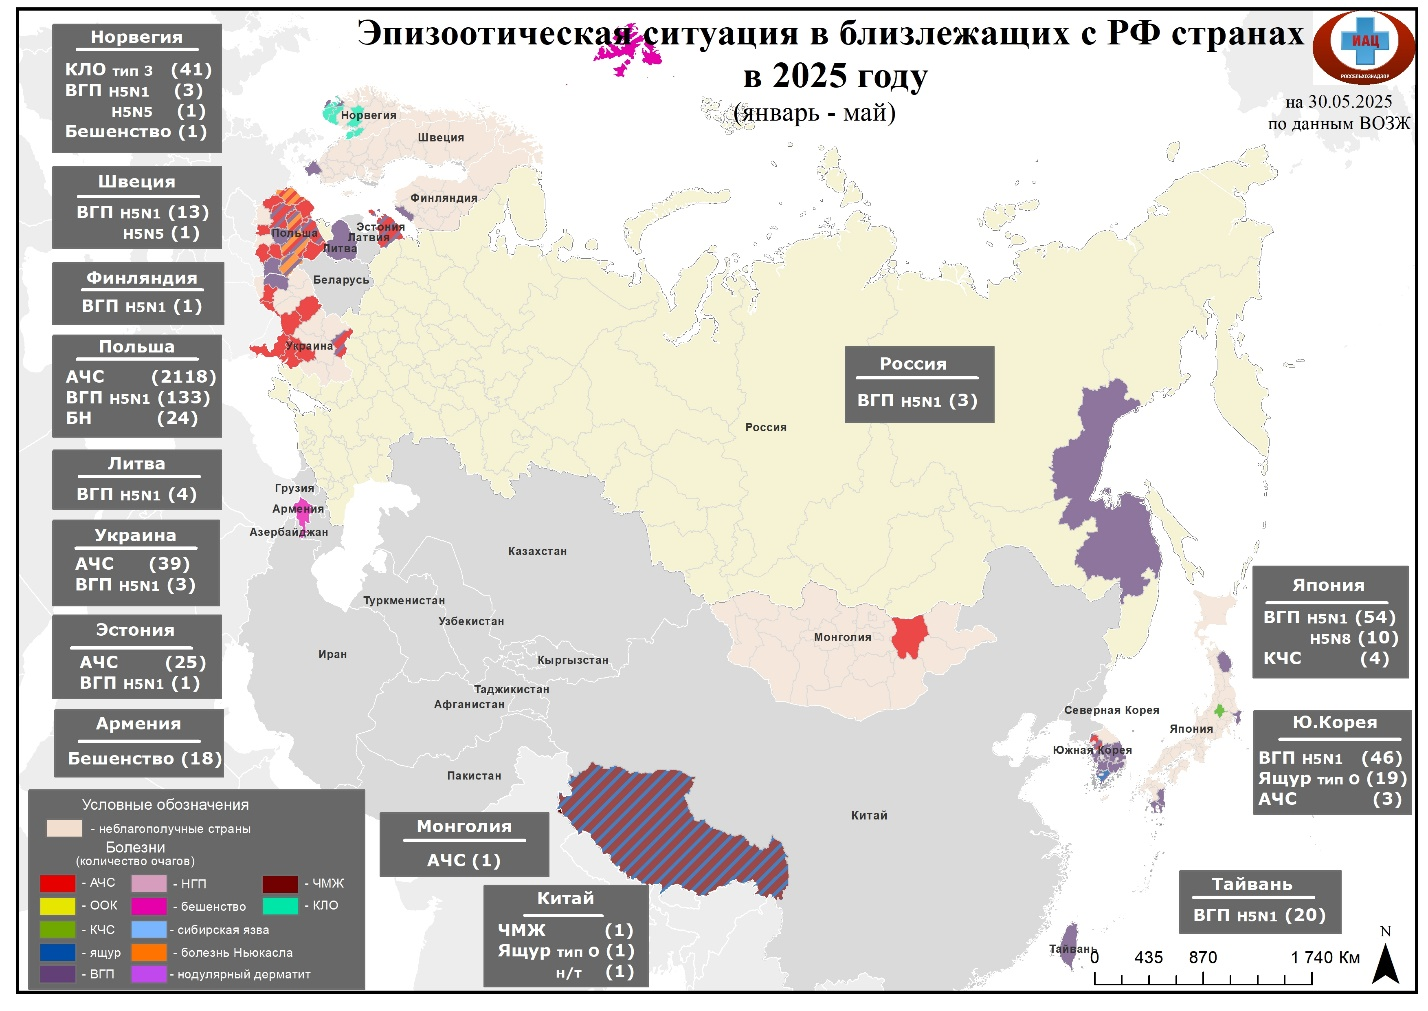 Эпизоотическая ситуация в близлежащих с РФ странах
в 2025 году
(январь - май)
ИАЦ
РОССЕЛЬХОЗНАДЗОР
на 30.05.2025
по данным ВОЗЖ
Норвегия
КЛО тип 3 (41)
ВГП H5N1 (3)
H5N5 (1)
Бешенство (1)
Швеция
ВГП H5N1 (13)
H5N5 (1)
Финляндия
ВГП H5N1 (1)
Польша
АЧС (2118)
ВГП H5N1 (133)
БН (24)
Литва
ВГП H5N1 (4)
Украина
АЧС (39)
ВГП H5N1 (3)
Эстония
АЧС (25)
ВГП H5N1 (1)
Армения
Бешенство (18)
Условные обозначения
- неблагополучные страны
Болезни
(количество очагов)
- АЧС
- НГП
- ЧМЖ
- ООК
- бешенство
- КЛО
- КЧС
- сибирская язва
- ящур
- болезнь Ньюкасла
- ВГП
- нодулярный дерматит
Монголия
АЧС (1)
Китай
ЧМЖ (1)
Ящур тип О (1)
н/т (1)
Россия
ВГП H5N1 (3)
Япония
ВГП H5N1 (54)
H5N8 (10)
КЧС (4)
Ю.Корея
ВГП H5N1 (46)
Ящур тип О (19)
АЧС (3)
Тайвань
ВГП H5N1 (20)
Норвегия
Швеция
Финляндия
Эстония
Латвия
Литва
Польша
Беларусь
Украина
Россия
Грузия
Армения
Азербайджан
Казахстан
Туркменистан
Узбекистан
Иран
Кыргызстан
Таджикистан
Афганистан
Пакистан
Монголия
Китай
Северная Корея
Южная Корея
Япония
Тайвань
N
0 435 870 1 740 Км